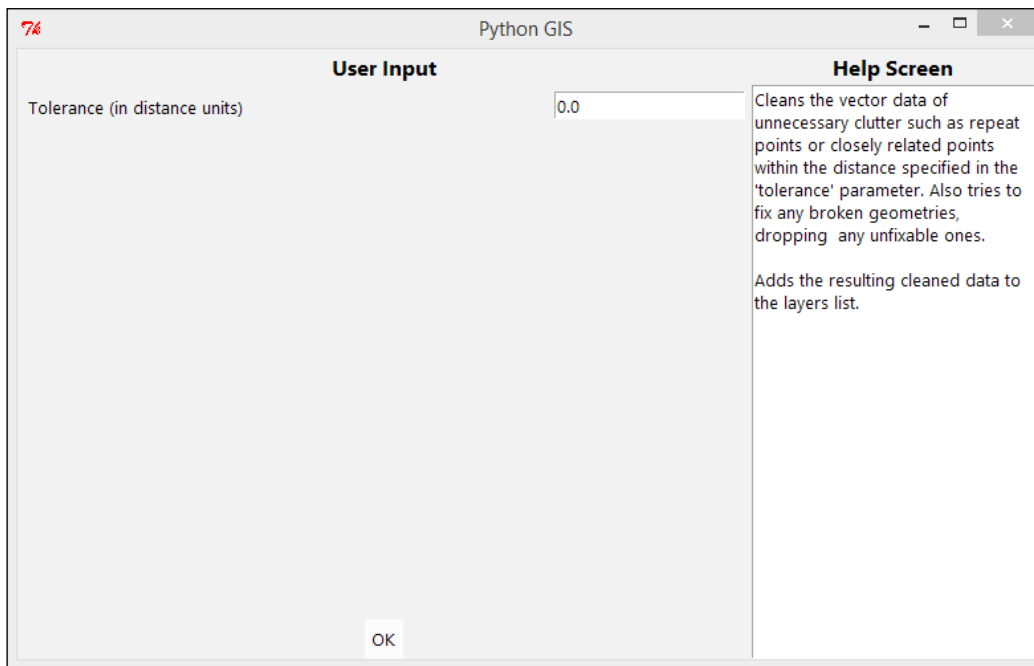 Python GIS
User Input
Tolerance (in distance units)
0.0
OK
Help Screen
Cleans the vector data of
unnecessary clutter such as repeat
points or closely related points
within the distance specified in the
'tolerance' parameter. Also tries to
fix any broken geometries,
dropping  any unfixable ones.
Adds the resulting cleaned data to
the layers list.